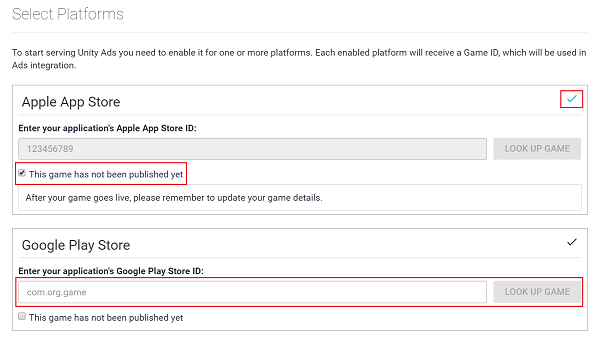 Select Platforms
To start serving Unity Ads you need to enable it for one or more platforms. Each enabled platform will receive a Game ID, which will be used in
Ads integration.
Apple App Store
Enter your application's Apple App Store ID:
123456789
LOOK UP GAME
This game has not been published yet
After your game goes live, please remember to update your game details.
Google Play Store
Enter your application's Google Play Store ID:
com.org.game
LOOK UP GAME
This game has not been published yet